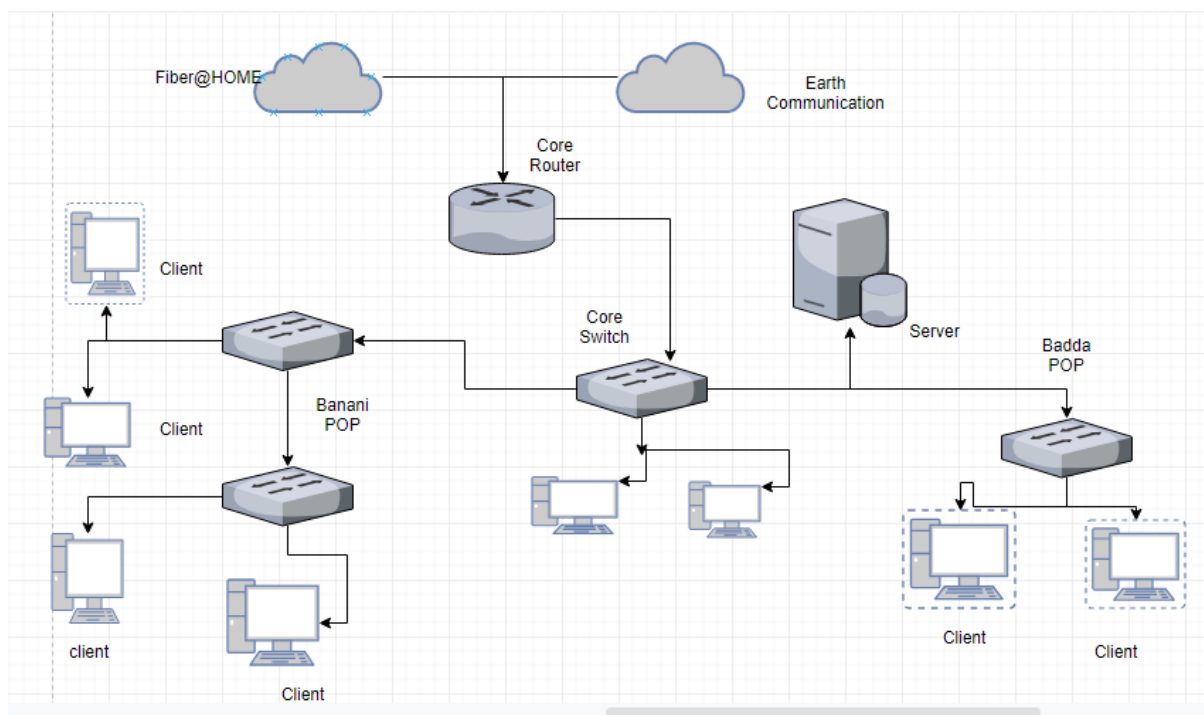 Fiber@HOME
Earth
Communication
Core
Router
Client
Server
Core
Switch
Badda
POP
Banani
POP
Client
client
Client
Client
Client